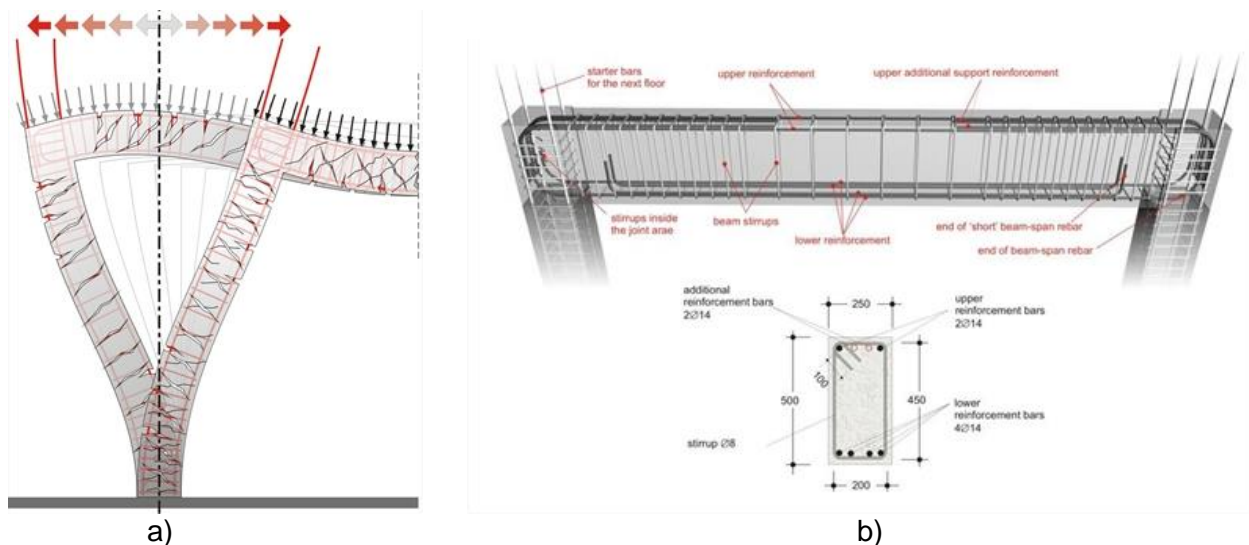 starter bars
for the next floor
upper reinforcement
upper additional support reinforcement
stirrups inside
the joint arae
beam stirrups
lower reinforcement
end of 'short' beam-span rebar
end of beam-span rebar
additional
reinforcement bars
2Ø14
250
upper
reinforcement bars
2Ø14
100
500
450
lower
reinforcement bars
4Ø14
stirrup Ø8
200
a)
b)